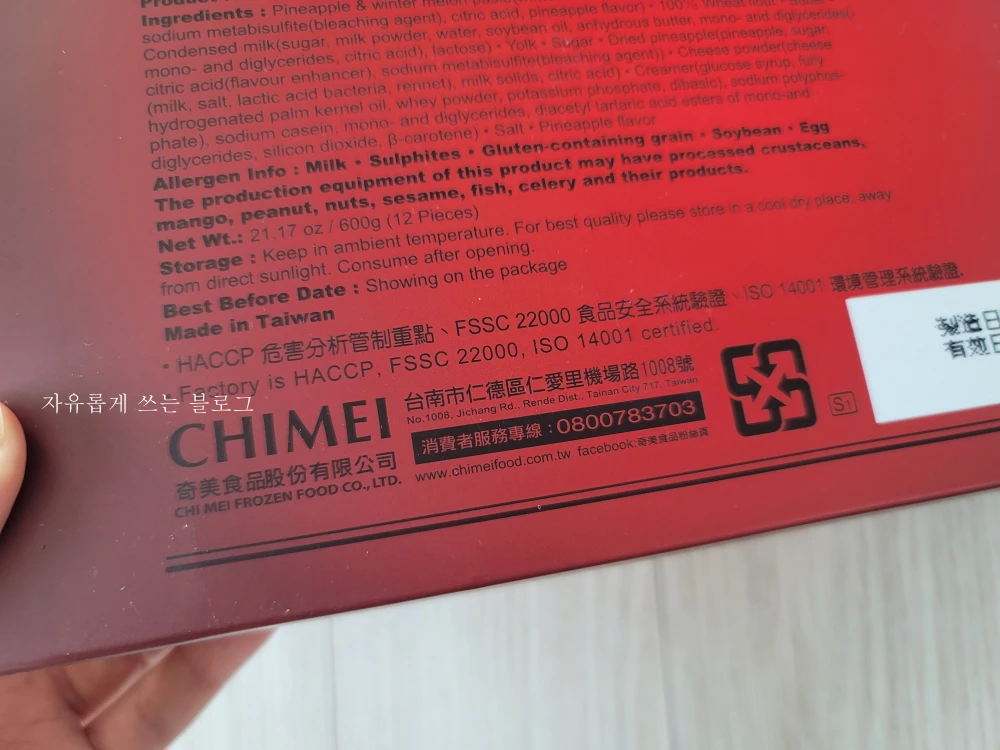 Ingredients : Pineapple & winter melon
sodium metabisulfite(bleaching agent), citric acid, pineapple flavor) · 100% Wheat flour
Condensed milk(sugar, milk powder, water, soybean oil, anhydrous butter, mono- and diglycerides(-
mono- and diglycerides, citric acid), lactose) · Yolk · Sugar · Dried pineapple(pineapple, sugar,
citric acid(flavour enhancer), sodium metabisulfite(bleaching agent)) · Cheese powder(cheese
(milk, salt, lactic acid bacteria, rennet), milk solids, citric acid) · Creamer(glucose syrup, fully
hydrogenated palm kernel oil, whey powder, potassium phosphate, dibasic), sodium polyphos-
phate), sodium casein, mono- and diglycerides, diacetyl tartaric acid esters of mono-and
diglycerides, silicon dioxide, β-carotene) · Salt · Pineapple flavor
Allergen Info : Milk · Sulphites · Gluten-containing grain · Soybean · Egg
The production equipment of this product may have processed crustaceans,
mango, peanut, nuts, sesame, fish, celery and their products.
Net Wt.: 21.17 oz / 600g (12 Pieces)
Storage : Keep in ambient temperature. For best quality please store in a cool dry place, away
from direct sunlight. Consume after opening.
Best Before Date : Showing on the package
Made in Taiwan
· HACCP 危害分析管制重點、FSSC 22000 食品安全系統驗證、ISO 14001 環境管理系統驗證.
Factory is HACCP, FSSC 22000, ISO 14001 certified.
자유롭게 쓰는 블로그
CHIMEI
奇美食品股份有限公司
CHI MEI FROZEN FOOD CO., LTD.
台南市仁德區仁愛里機場路1008號
No.1008, Jichang Rd., Rende Dist., Tainan City 717, Taiwan
消費者服務專線：0800783703
www.chimeifood.com.tw facebook:奇美食品粉絲頁
S1
製造日
有效日